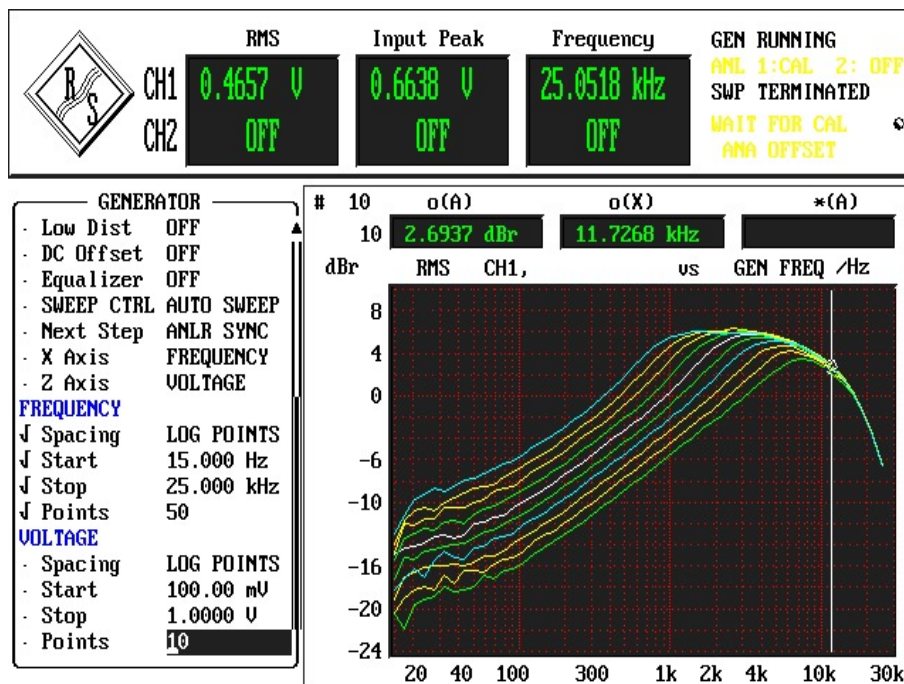 RMS Input Peak Frequency
GEN RUNNING
ANL 1:CAL 2: OFF
SWP TERMINATED
WAIT FOR CAL
ANA OFFSET
R S
CH1 0.4657 V 0.6638 V 25.0518 kHz
CH2 OFF OFF OFF
GENERATOR
· Low Dist OFF
· DC Offset OFF
· Equalizer OFF
· SWEEP CTRL AUTO SWEEP
· Next Step ANLR SYNC
· X Axis FREQUENCY
· Z Axis VOLTAGE
FREQUENCY
√ Spacing LOG POINTS
√ Start 15.000 Hz
√ Stop 25.000 kHz
√ Points 50
VOLTAGE
· Spacing LOG POINTS
· Start 100.00 mV
· Stop 1.0000 V
· Points 10
# 10 o(A) o(X) *(A)
10 2.6937 dBr 11.7268 kHz
dBr RMS CH1, vs GEN FREQ /Hz
8
4
0
-6
-10
-16
-20
-24
20 40 100 300 1k 2k 4k 10k 30k